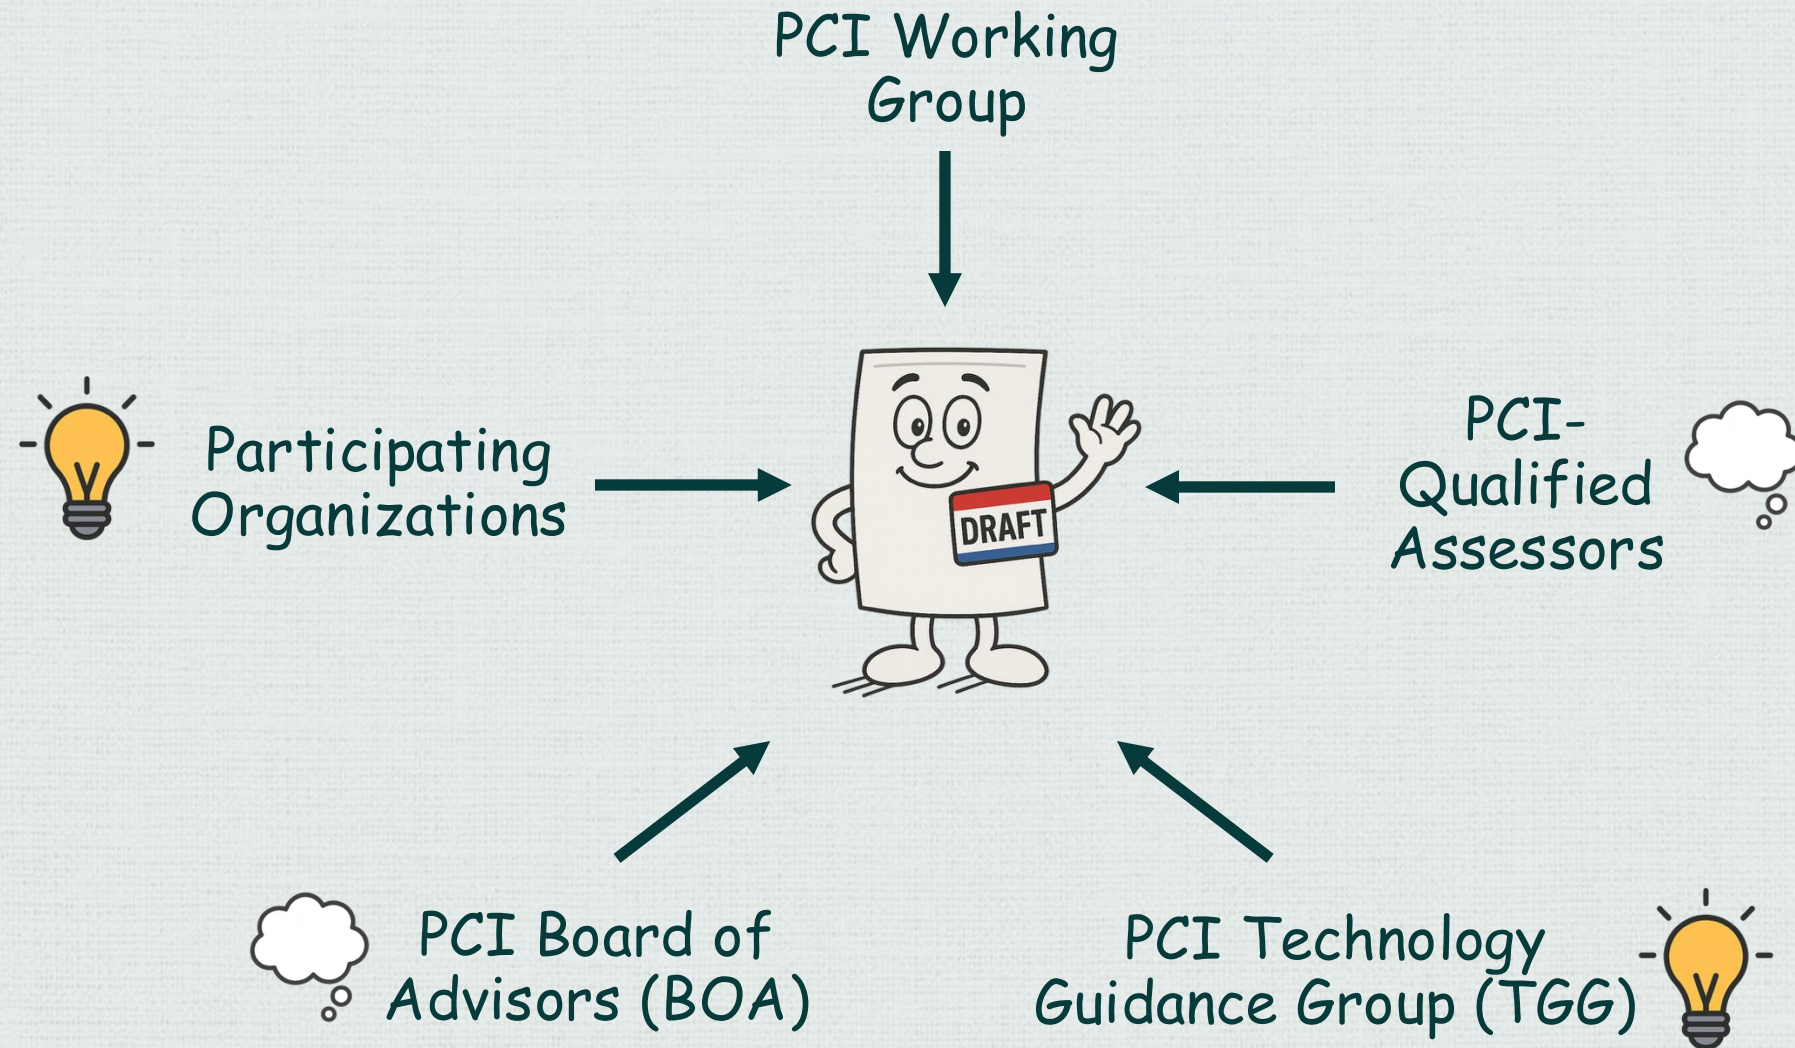 PCI Working
Group
Participating
Organizations
DRAFT
PCI-
Qualified
Assessors
PCI Board of
Advisors (BOA)
PCI Technology
Guidance Group (TGG)